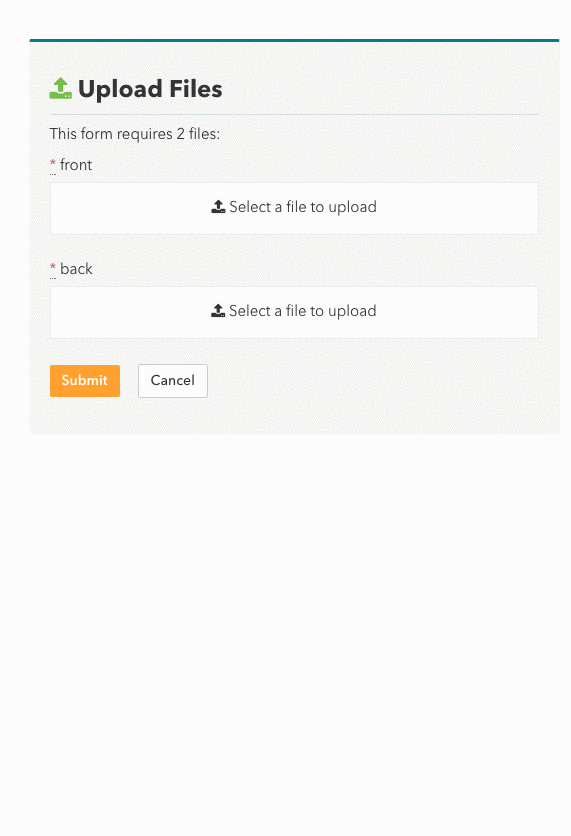 Upload Files
This form requires 2 files:
* front
Select a file to upload
* back
Select a file to upload
Submit Cancel